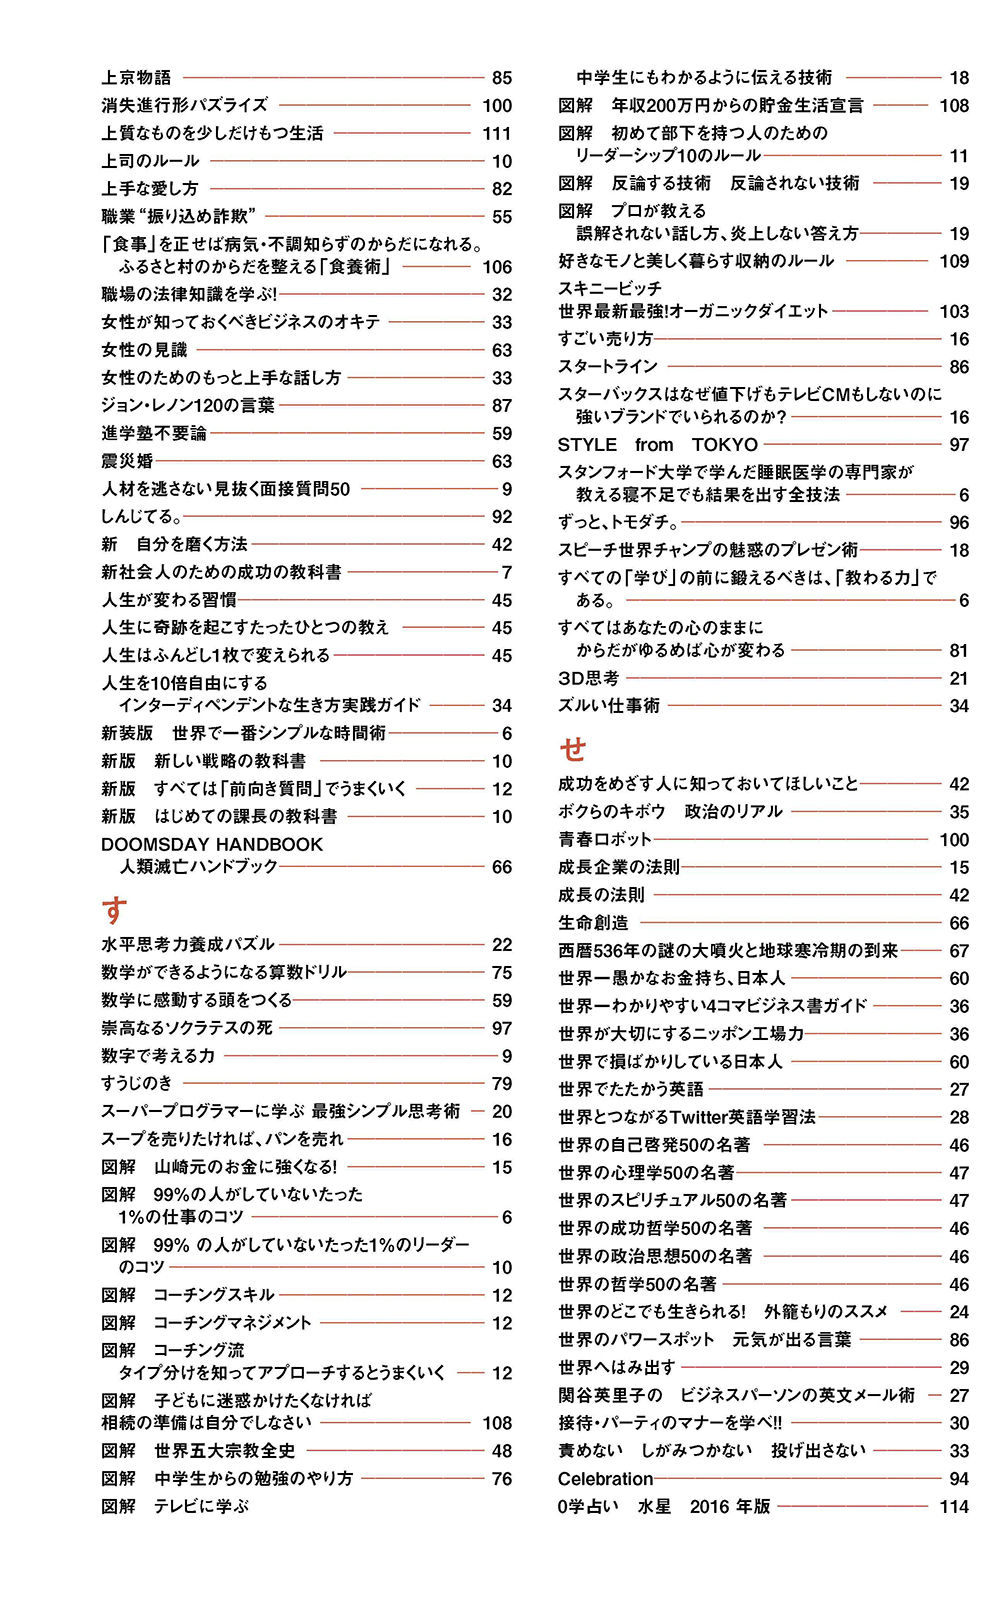 上京物語 85
消失進行形パズライズ 100
上質なものを少しだけもつ生活 111
上司のルール 10
上手な愛し方 82
職業“振り込め詐欺” 55
「食事」を正せば病気・不調知らずのからだになれる。
ふるさと村のからだを整える「食養術」 106
職場の法律知識を学ぶ! 32
女性が知っておくべきビジネスのオキテ 33
女性の見識 63
女性のためのもっと上手な話し方 33
ジョン・レノン120の言葉 87
進学塾不要論 59
震災婚 63
人材を逃さない見抜く面接質問50 9
しんじてる。 92
新　自分を磨く方法 42
新社会人のための成功の教科書 7
人生が変わる習慣 45
人生に奇跡を起こすたったひとつの教え 45
人生はふんどし1枚で変えられる 45
人生を10倍自由にする
インターディペンデントな生き方実践ガイド 34
新装版　世界で一番シンプルな時間術 6
新版　新しい戦略の教科書 10
新版　すべては「前向き質問」でうまくいく 12
新版　はじめての課長の教科書 10
DOOMSDAY HANDBOOK
人類滅亡ハンドブック 66
す
水平思考力養成パズル 22
数学ができるようになる算数ドリル 75
数学に感動する頭をつくる 59
崇高なるソクラテスの死 97
数字で考える力 9
すうじのき 79
スーパープログラマーに学ぶ 最強シンプル思考術 20
スープを売りたければ、パンを売れ 16
図解　山崎元のお金に強くなる! 15
図解　99%の人がしていないたった
1%の仕事のコツ 6
図解　99% の人がしていないたった1%のリーダー
のコツ 10
図解　コーチングスキル 12
図解　コーチングマネジメント 12
図解　コーチング流
タイプ分けを知ってアプローチするとうまくいく 12
図解　子どもに迷惑かけたくなければ
相続の準備は自分でしなさい 108
図解　世界五大宗教全史 48
図解　中学生からの勉強のやり方 76
図解　テレビに学ぶ
中学生にもわかるように伝える技術 18
図解　年収200万円からの貯金生活宣言 108
図解　初めて部下を持つ人のための
リーダーシップ10のルール 11
図解　反論する技術　反論されない技術 19
図解　プロが教える
誤解されない話し方、炎上しない答え方 19
好きなモノと美しく暮らす収納のルール 109
スキニービッチ
世界最新最強!オーガニックダイエット 103
すごい売り方 16
スタートライン 86
スターバックスはなぜ値下げもテレビCMもしないのに
強いブランドでいられるのか? 16
STYLE　from　TOKYO 97
スタンフォード大学で学んだ睡眠医学の専門家が
教える寝不足でも結果を出す全技法 6
ずっと、トモダチ。 96
スピーチ世界チャンプの魅惑のプレゼン術 18
すべての「学び」の前に鍛えるべきは、「教わる力」で
ある。 6
すべてはあなたの心のままに
からだがゆるめば心が変わる 81
3D思考 21
ズルい仕事術 34
せ
成功をめざす人に知っておいてほしいこと 42
ボクらのキボウ　政治のリアル 35
青春ロボット 100
成長企業の法則 15
成長の法則 42
生命創造 66
西暦536年の謎の大噴火と地球寒冷期の到来 67
世界一愚かなお金持ち、日本人 60
世界一わかりやすい4コマビジネス書ガイド 36
世界が大切にするニッポン工場力 36
世界で損ばかりしている日本人 60
世界でたたかう英語 27
世界とつながるTwitter英語学習法 28
世界の自己啓発50の名著 46
世界の心理学50の名著 47
世界のスピリチュアル50の名著 47
世界の成功哲学50の名著 46
世界の政治思想50の名著 46
世界の哲学50の名著 46
世界のどこでも生きられる!　外籠もりのススメ 24
世界のパワースポット　元気が出る言葉 86
世界へはみ出す 29
関谷英里子の　ビジネスパーソンの英文メール術 27
接待・パーティのマナーを学べ!! 30
責めない　しがみつかない　投げ出さない 33
Celebration 94
0学占い　水星　2016 年版 114